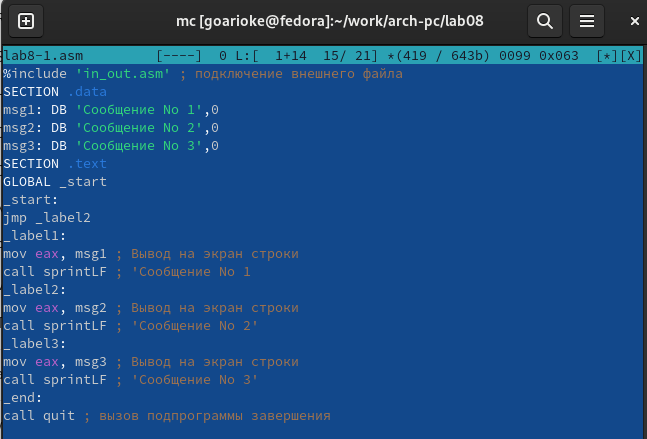 mc [goarioke@fedora]:~/work/arch-pc/lab08
lab8-1.asm [----] 0 L:[ 1+14 15/ 21] *(419 / 643b) 0099 0x063 [*][X]
%include 'in_out.asm' ; подключение внешнего файла
SECTION .data
msg1: DB 'Сообщение No 1',0
msg2: DB 'Сообщение No 2',0
msg3: DB 'Сообщение No 3',0
SECTION .text
GLOBAL _start
_start:
jmp _label2
_label1:
mov eax, msg1 ; Вывод на экран строки
call sprintLF ; 'Сообщение No 1
_label2:
mov eax, msg2 ; Вывод на экран строки
call sprintLF ; 'Сообщение No 2'
_label3:
mov eax, msg3 ; Вывод на экран строки
call sprintLF ; 'Сообщение No 3'
_end:
call quit ; вызов подпрограммы завершения